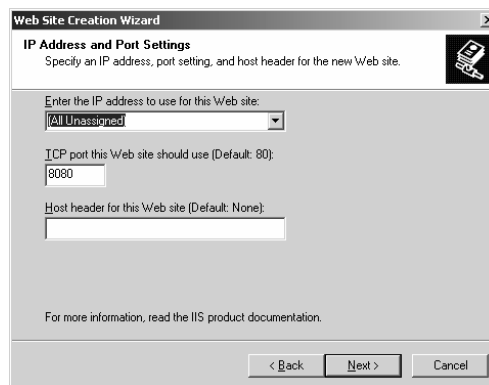 Web Site Creation Wizard
IP Address and Port Settings
Specify an IP address, port setting, and host header for the new Web site.
Enter the IP address to use for this Web site:
(All Unassigned)
TCP port this Web site should use (Default: 80):
8080
Host header for this Web site (Default: None):
For more information, read the IIS product documentation.
< Back
Next >
Cancel